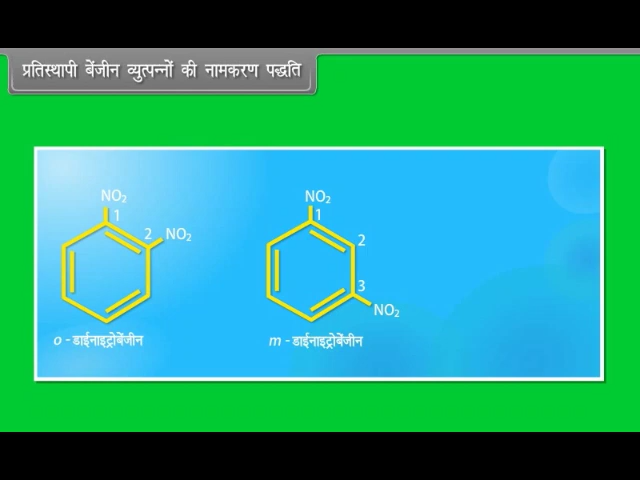 प्रतिस्थापी बेंजीन व्युत्पन्नों की नामकरण पद्धति
NO₂
1
2
NO₂
o - डाईनाइट्रोबेंजीन
NO₂
1
2
3
NO₂
m - डाईनाइट्रोबेंजीन